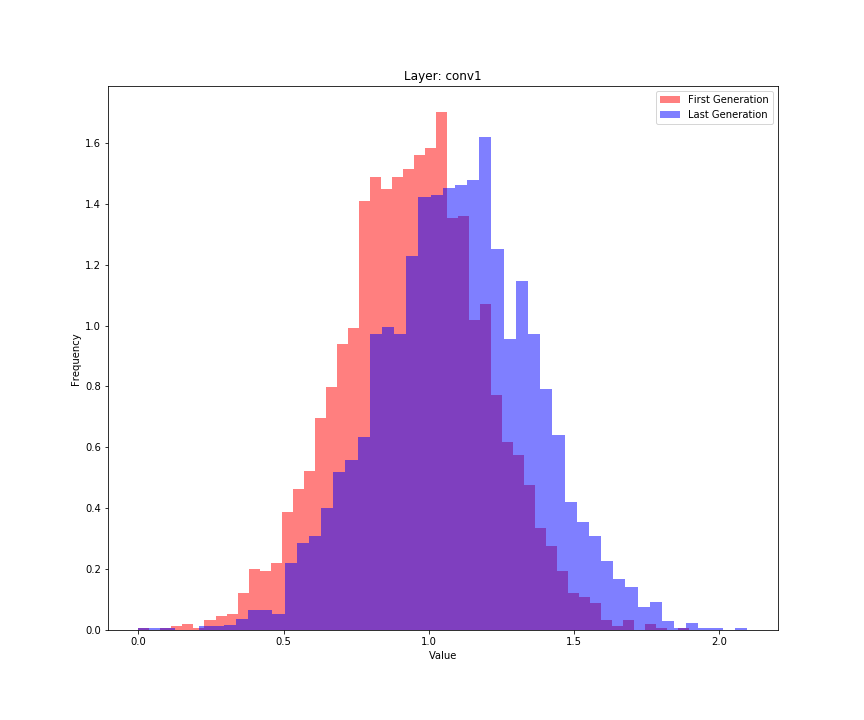 Layer: conv1
First Generation
Last Generation
1.6
1.4
1.2
1.0
0.8
0.6
0.4
0.2
0.0
Frequency
0.0 0.5 1.0 1.5 2.0
Value